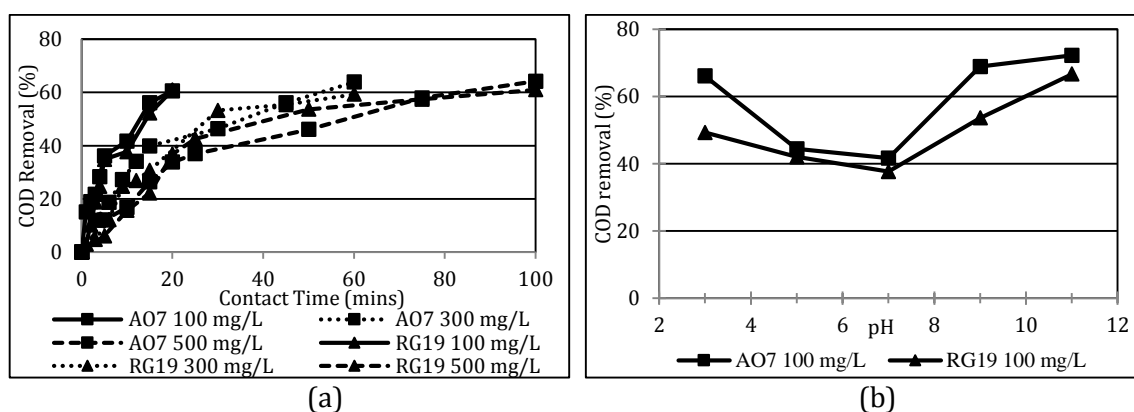 80
60
40
20
0
COD Removal (%)
0 20 40 60 80 100
Contact Time (mins)
AO7 100 mg/L AO7 300 mg/L
AO7 500 mg/L RG19 100 mg/L
RG19 300 mg/L RG19 500 mg/L
(a)
80
60
40
20
0
COD removal (%)
2 4 6 8 10 12
pH
AO7 100 mg/L RG19 100 mg/L
(b)